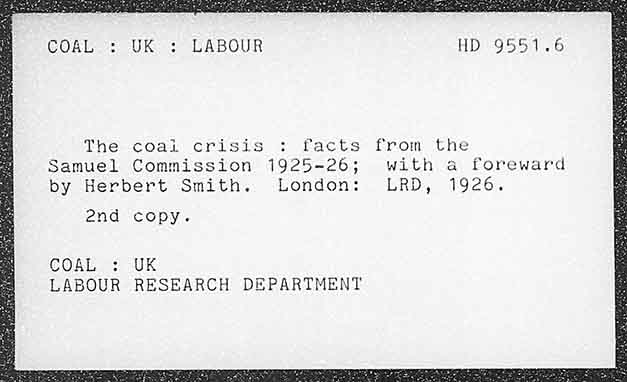 COAL : UK : LABOUR HD 9551.6
The coal crisis : facts from the
Samuel Commission 1925-26; with a foreward
by Herbert Smith. London: LRD, 1926.
2nd copy.
COAL : UK
LABOUR RESEARCH DEPARTMENT